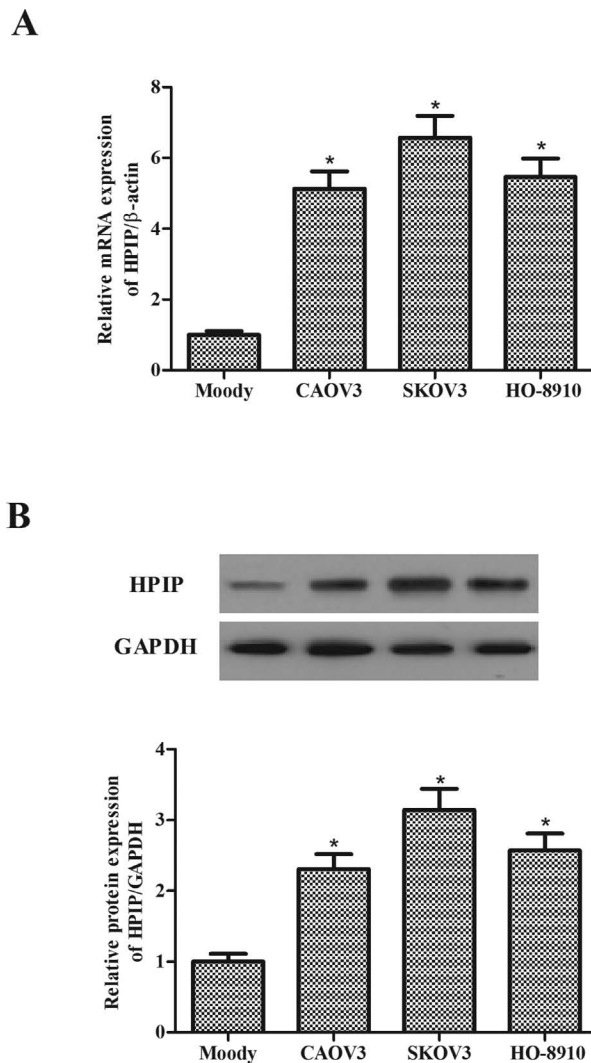 A
Relative mRNA expression
of HPIP/β-actin
8
6
4
2
0
*
*
*
Moody CAOV3 SKOV3 HO-8910
B
HPIP
GAPDH
Relative protein expression
of HPIP/GAPDH
4
3
2
1
0
*
*
*
Moody CAOV3 SKOV3 HO-8910